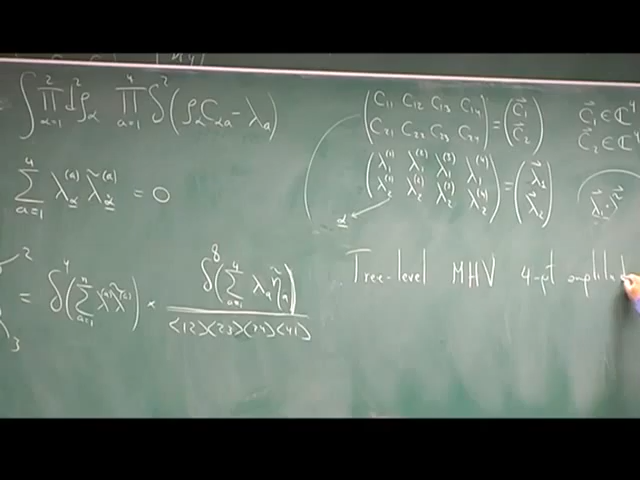 ∫ ∏_{α=1}^{2} d²ρ_α ∏_{a=1}^{4} δ²(ρ_α C_{αa} − λ_a)
∑_{a=1}^{4} λ_α^{(a)} λ̃_α̇^{(a)} = 0
2
= δ⁴(∑_{a=1}^{n} λ^{(a)} λ̃^{(a)}) × δ⁸(∑_{a=1}^{4} λ_a η̃_{(a)}) / ⟨12⟩⟨23⟩⟨34⟩⟨41⟩
3
(C₁₁ C₁₂ C₁₃ C₁₄
C₂₁ C₂₂ C₂₃ C₂₄) = (C⃗₁
C⃗₂)
C⃗₁ ∈ ℂ⁴
C⃗₂ ∈ ℂ⁴
(λ₁^{(1)} λ₁^{(2)} λ₁^{(3)} λ₁^{(4)}
λ₂^{(1)} λ₂^{(2)} λ₂^{(3)} λ₂^{(4)}) = (λ⃗₁
λ⃗₂)
α
Tree-level MHV 4-pt